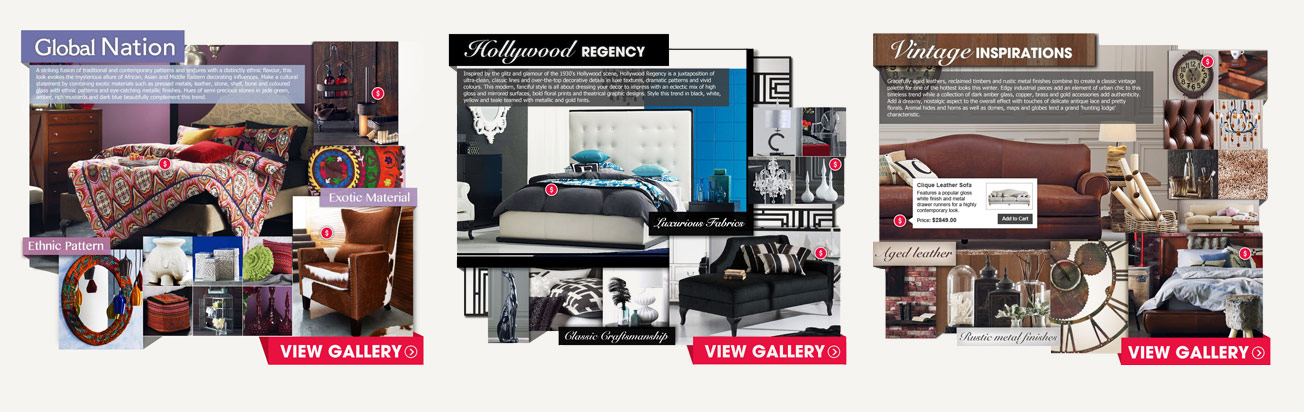 Global Nation
A striking fusion of traditional and contemporary patterns and textures with a distinctly ethnic flavour, this
look evokes the mysterious allure of African, Asian and Middle Eastern decorating influences. Make a cultural
statement by combining exotic materials such as pressed metals, leather, stone, shell, bone and coloured
glass with ethnic patterns and eye-catching metallic finishes. Hues of semi-precious stones in jade green,
amber, rich mustards and dark blue beautifully complement this trend.
$
$
Exotic Material
$
Ethnic Pattern
VIEW GALLERY
Hollywood REGENCY
Inspired by the glitz and glamour of the 1930's Hollywood scene, Hollywood Regency is a juxtaposition of
ultra-clean, classic lines and over-the-top decorative details in luxe textures, dramatic patterns and vivid
colours. This modern, fanciful style is all about dressing your decor to impress with an eclectic mix of high
gloss and mirrored surfaces, bold floral prints and theatrical graphic designs. Style this trend in black, white,
yellow and teale teamed with metallic and gold hints.
$
$
Luxurious Fabrics
$
Classic Craftsmanship
VIEW GALLERY
Vintage INSPIRATIONS
Gracefully aged leathers, reclaimed timbers and rustic metal finishes combine to create a classic vintage
palette for one of the hottest looks this winter. Edgy industrial pieces add an element of urban chic to this
timeless trend while a collection of dark amber glass, copper, brass and gold accessories add authenticity.
Add a dreamy, nostalgic aspect to the overall effect with touches of delicate antique lace and pretty
florals. Animal hides and horns as well as domes, maps and globes lend a grand 'hunting lodge'
characteristic.
$
Clique Leather Sofa
Features a popular gloss
white finish and metal
drawer runners for a highly
contemporary look.
Price: $2849.00
Add to Cart
$
Aged leather
$
Rustic metal finishes
VIEW GALLERY